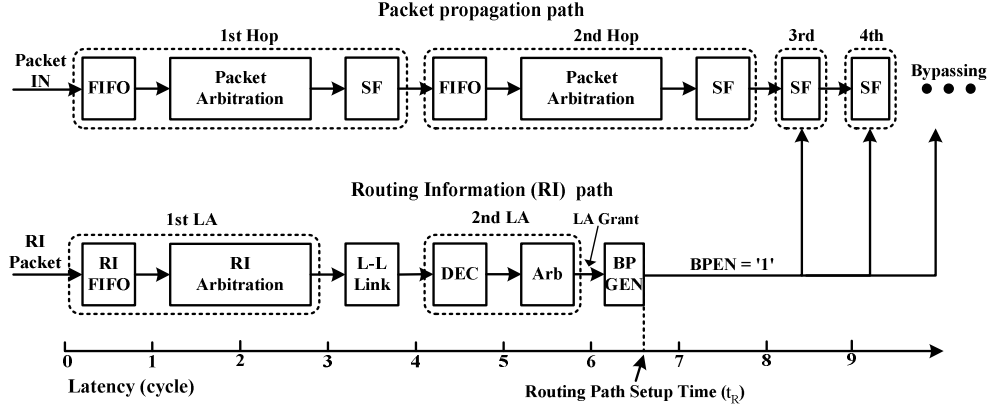 Packet propagation path
1st Hop
2nd Hop
3rd
4th
Packet
IN
FIFO
Packet
Arbitration
SF
FIFO
Packet
Arbitration
SF
SF
SF
Bypassing
Routing Information (RI) path
1st LA
2nd LA
LA Grant
RI
Packet
RI
FIFO
RI
Arbitration
L-L
Link
DEC
Arb
BP
GEN
BPEN = '1'
0 1 2 3 4 5 6 7 8 9
Latency (cycle)
Routing Path Setup Time (tR)